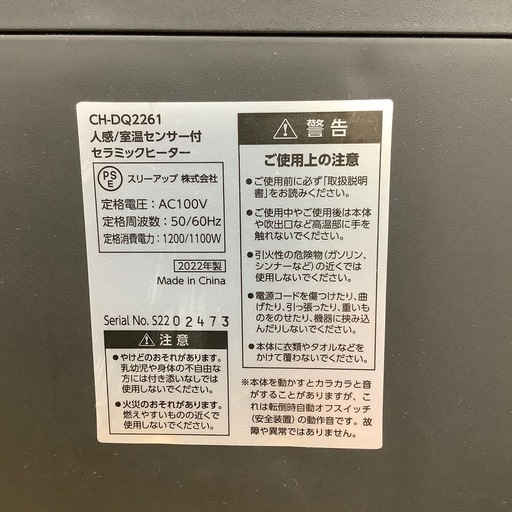 CH-DQ2261
人感/室温センサー付
セラミックヒーター
PSE スリーアップ 株式会社
定格電圧：AC100V
定格周波数：50/60Hz
定格消費電力：1200/1100W
2022年製
Made in China
Serial No. S2202473
注意
●やけどのおそれがあります。
乳幼児や身体の不自由な
方には付き添いなしでは
使用しないでください。
●火災のおそれがあります。
燃えやすいものの近くで
使用しないでください。
警告
ご使用上の注意
●ご使用前に必ず「取扱説明
書」をお読みください。
●ご使用中やご使用後は本体
や吹出口など高温部に手を
触れないでください。
●引火性の危険物（ガソリン、
シンナーなど）の近くでは
使用しないでください。
●電源コードを傷つけたり、曲
げたり、引っ張ったり、重いも
ものをのせたり、機器に挟み込
んだりしないでください。
●本体に衣類やタオルなどを
かけて覆わないでください。
※本体を動かすとカラカラと音
がすることがありますが、こ
れは転倒時自動オフスイッチ
（安全装置）の動作音です。故
障や異常ではありません。